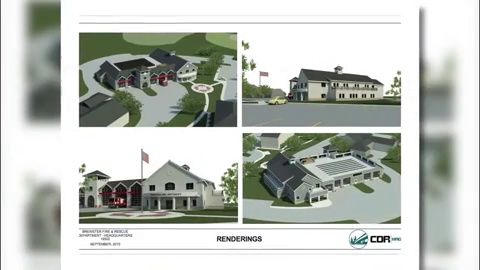 BREWSTER FIRE & RESCUE
DEPARTMENT - HEADQUARTERS
SEPTEMBER, 2015
RENDERINGS
CDR